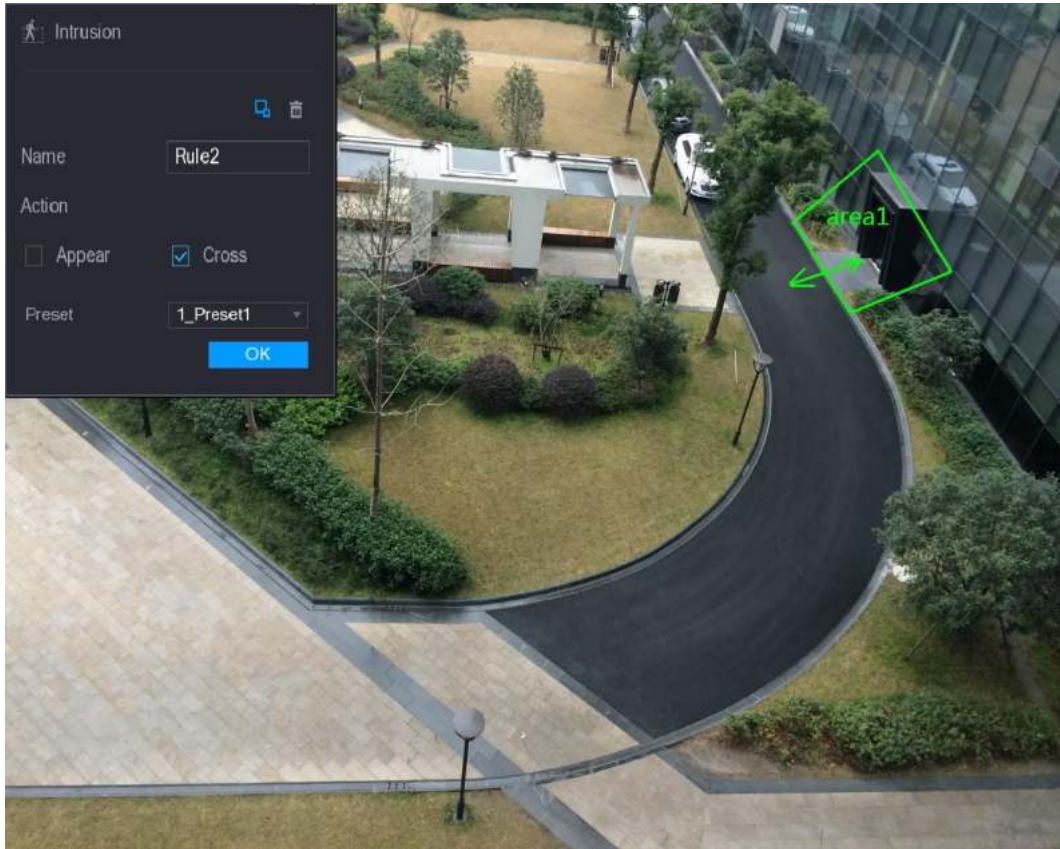 Intrusion
Name Rule2
Action
Appear Cross
Preset 1_Preset1
OK
area1